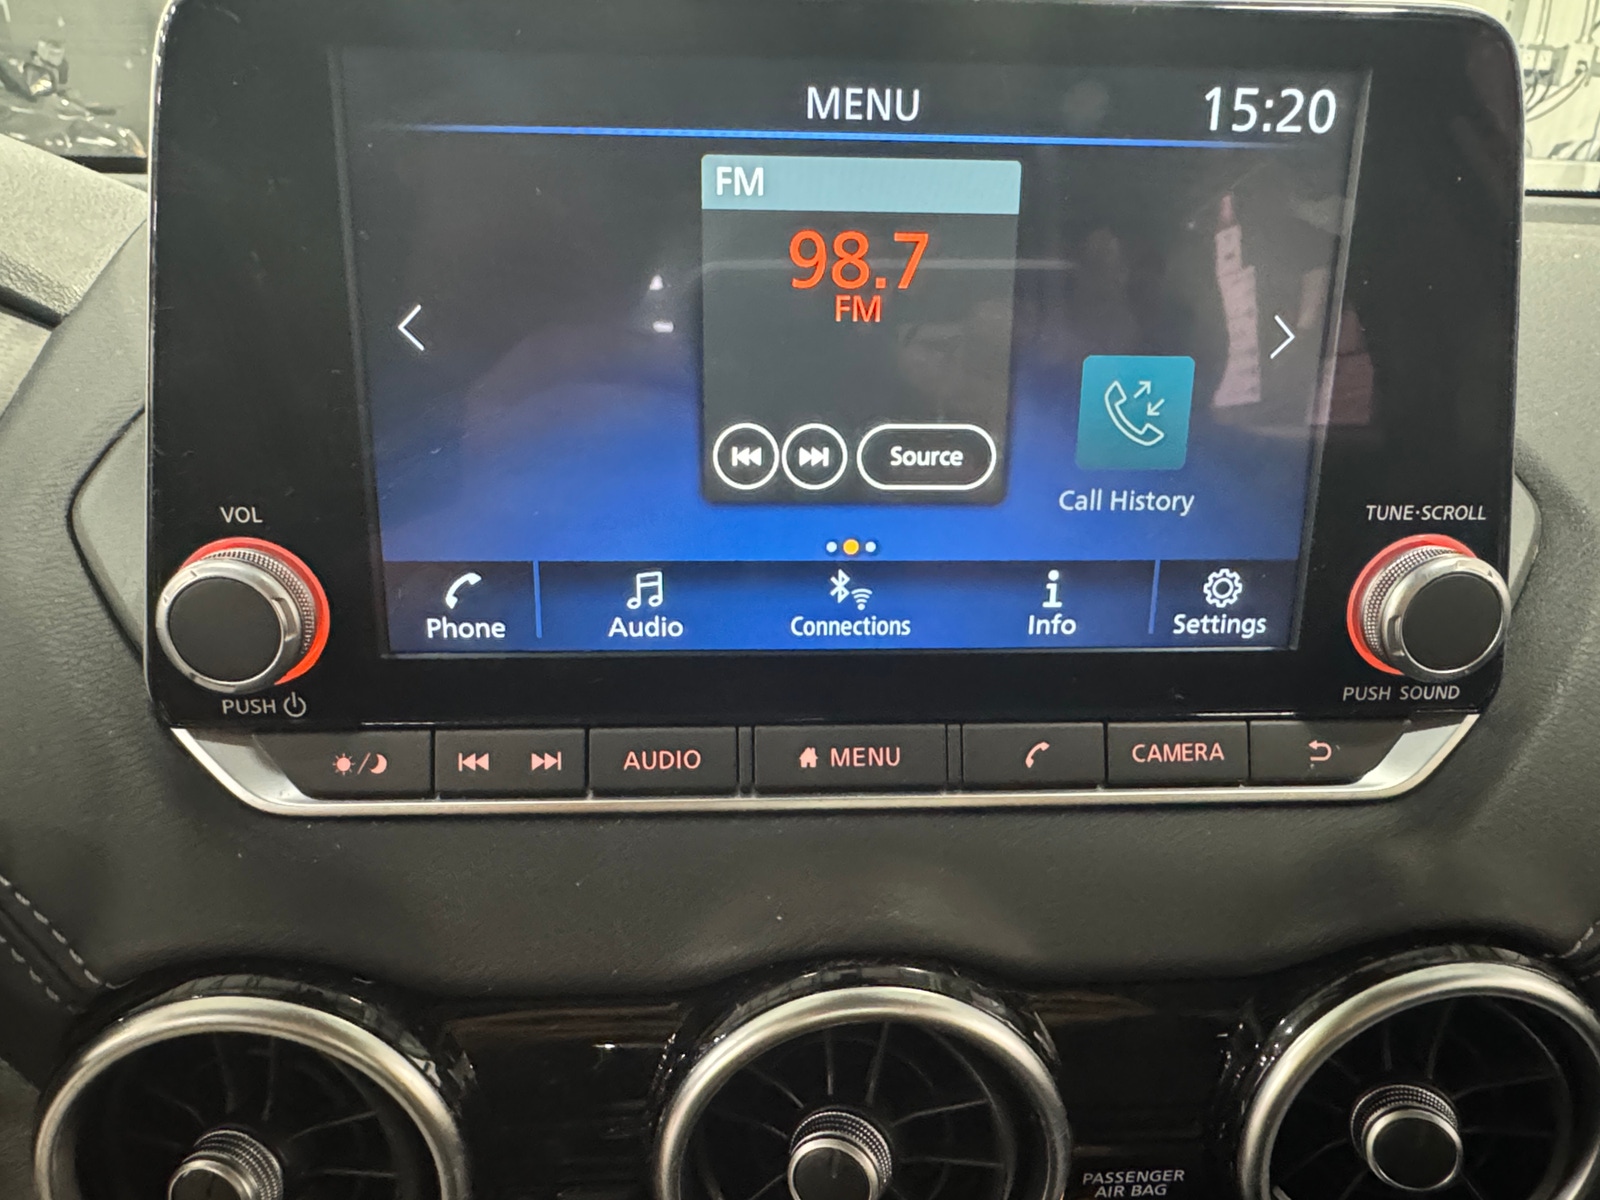 MENU
15:20
FM
98.7
FM
Source
Call History
VOL
TUNE·SCROLL
Phone
Audio
Connections
Info
Settings
PUSH
PUSH SOUND
AUDIO
MENU
CAMERA
PASSENGER
AIR BAG